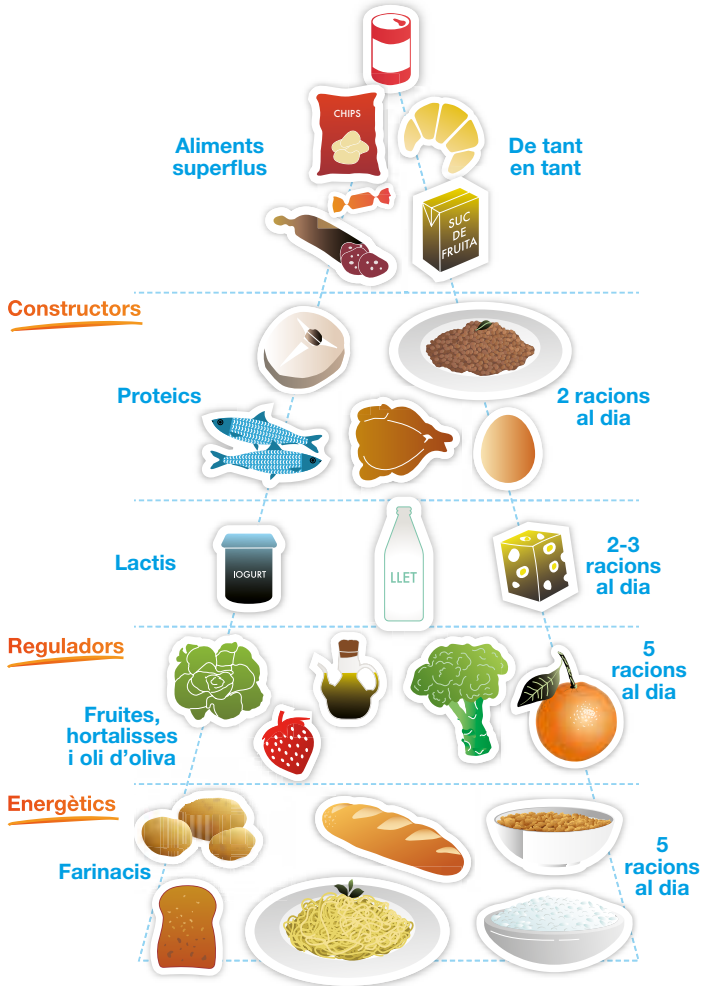 CHIPS
Aliments
superflus
De tant
en tant
SUC
DE
FRUITA
Constructors
Proteics
2 racions
al dia
Lactis
IOGURT
LLET
2-3
racions
al dia
Reguladors
Fruites,
hortalisses
i oli d'oliva
5
racions
al dia
Energètics
Farinacis
5
racions
al dia